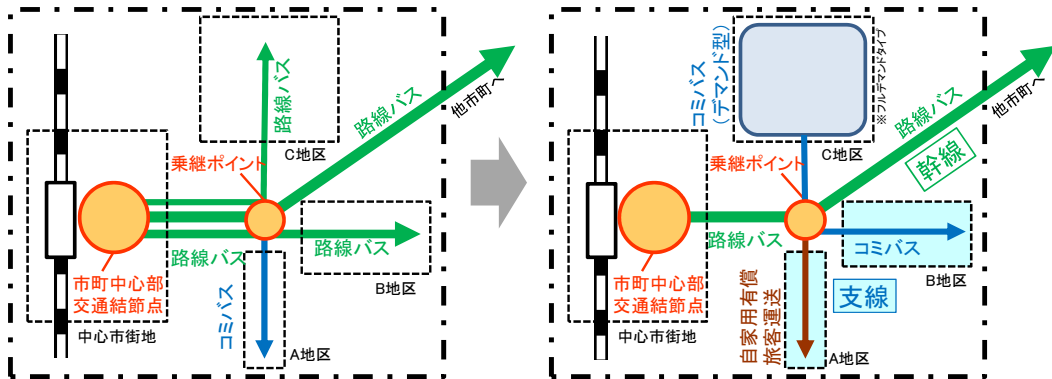 路線バス
C地区
路線バス
他市町へ
乗継ポイント
路線バス
路線バス
B地区
市町中心部
交通結節点
中心市街地
コミバス
A地区
コミバス
(デマンド型)
※フルデマンドタイプ
C地区
路線バス
他市町へ
幹線
乗継ポイント
路線バス
コミバス
B地区
市町中心部
交通結節点
中心市街地
自家用有償
旅客運送
支線
A地区